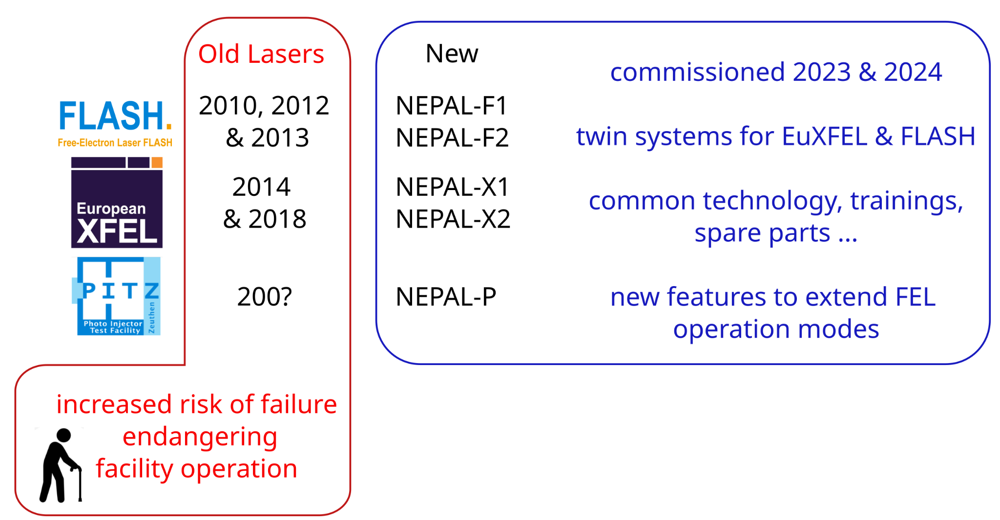 Old Lasers
New
commissioned 2023 & 2024
FLASH.
Free-Electron Laser FLASH
2010, 2012
& 2013
NEPAL-F1
NEPAL-F2
twin systems for EuXFEL & FLASH
European
XFEL
2014
& 2018
NEPAL-X1
NEPAL-X2
common technology, trainings,
spare parts ...
PITZ
Photo Injector
Test Facility
Zeuthen
200?
NEPAL-P
new features to extend FEL
operation modes
increased risk of failure
endangering
facility operation